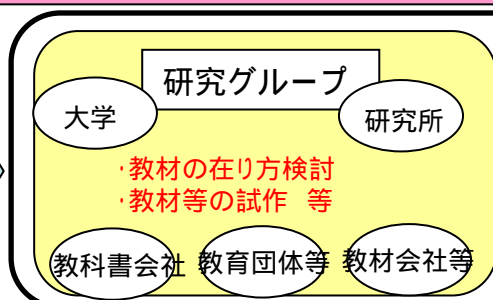 研究グループ
大学
研究所
・教材の在り方検討
・教材等の試作 等
教科書会社
教育団体等
教材会社等